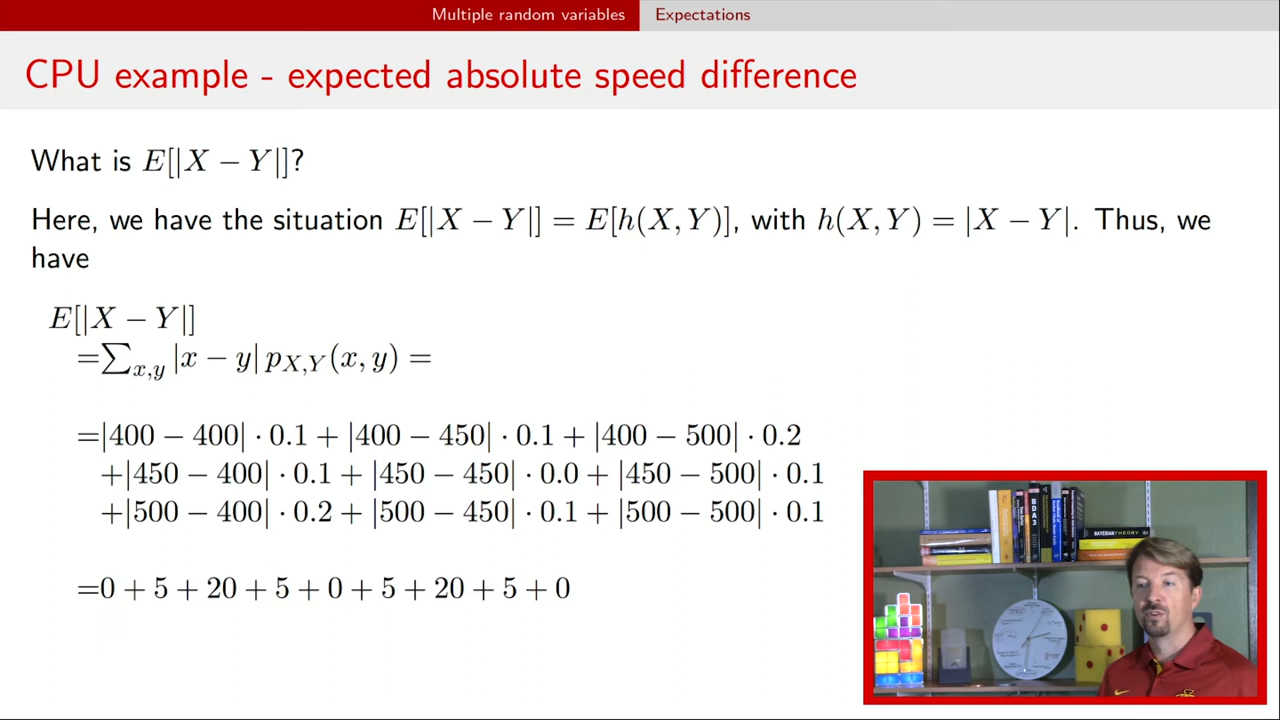 Multiple random variables Expectations
CPU example - expected absolute speed difference
What is E[|X − Y|]?
Here, we have the situation E[|X − Y|] = E[h(X, Y)], with h(X, Y) = |X − Y|. Thus, we
have
E[|X − Y|]
=∑x,y |x − y| pX,Y(x, y) =
=|400 − 400| · 0.1 + |400 − 450| · 0.1 + |400 − 500| · 0.2
+|450 − 400| · 0.1 + |450 − 450| · 0.0 + |450 − 500| · 0.1
+|500 − 400| · 0.2 + |500 − 450| · 0.1 + |500 − 500| · 0.1
=0 + 5 + 20 + 5 + 0 + 5 + 20 + 5 + 0